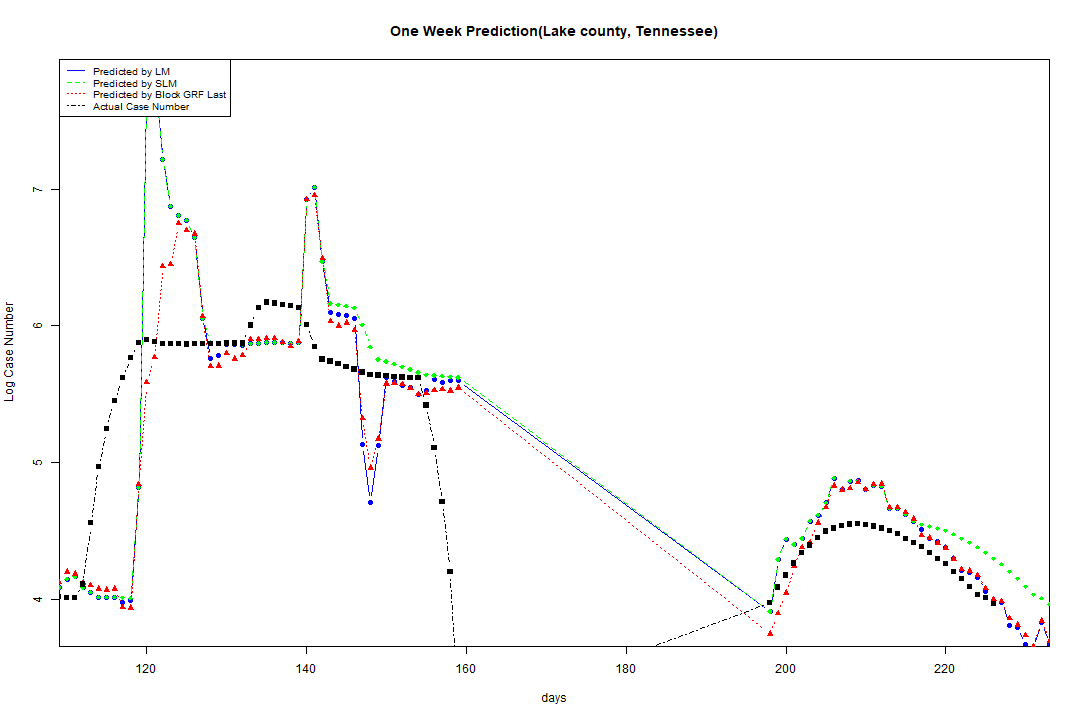 One Week Prediction(Lake county, Tennessee)
Predicted by LM
Predicted by SLM
Predicted by Block GRF Last
Actual Case Number
7
6
5
4
Log Case Number
120 140 160 180 200 220
days